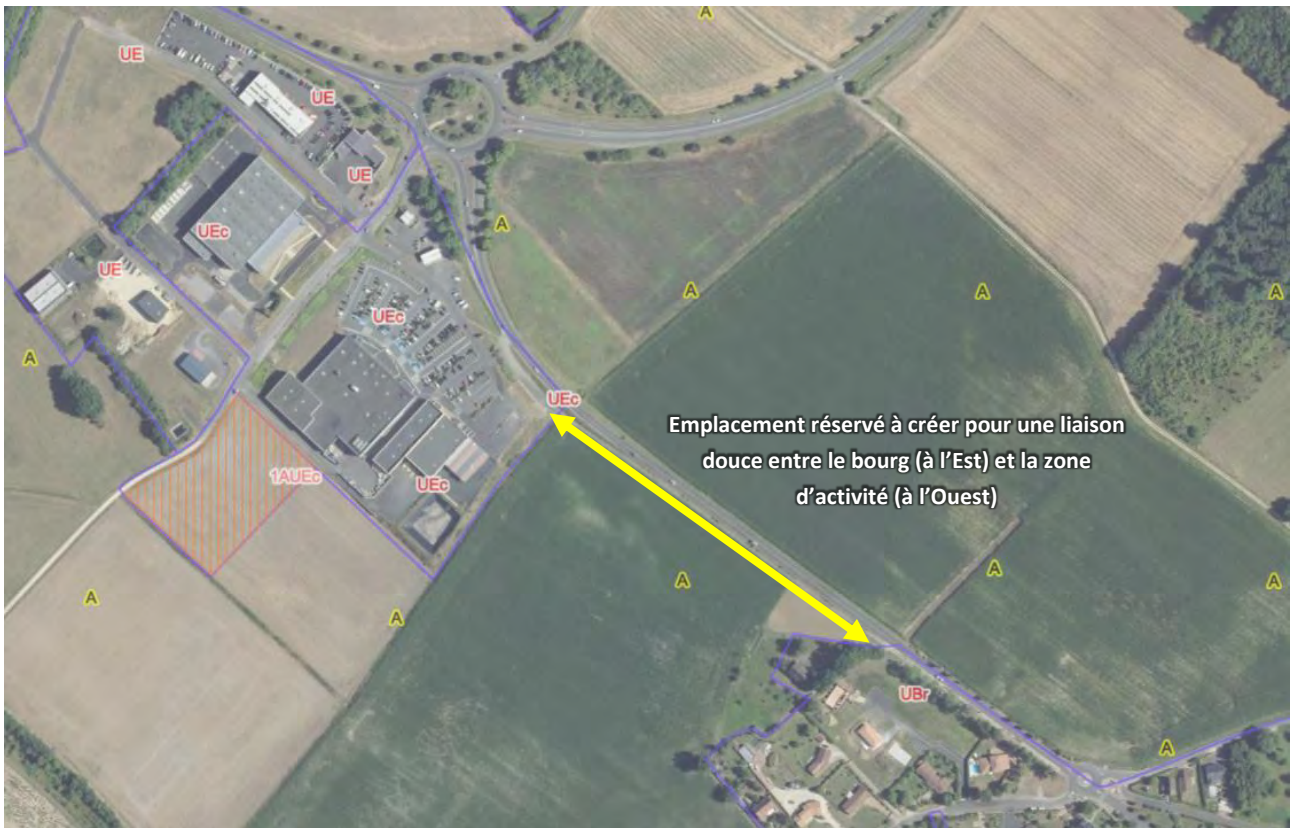 A
UE
UE
UE
UEc
A
UE
A
A
A
UEc
A
UEc
Emplacement réservé à créer pour une liaison
douce entre le bourg (à l’Est) et la zone
d’activité (à l’Ouest)
1AUEc
UEc
A
A
A
A
A
UBr
A